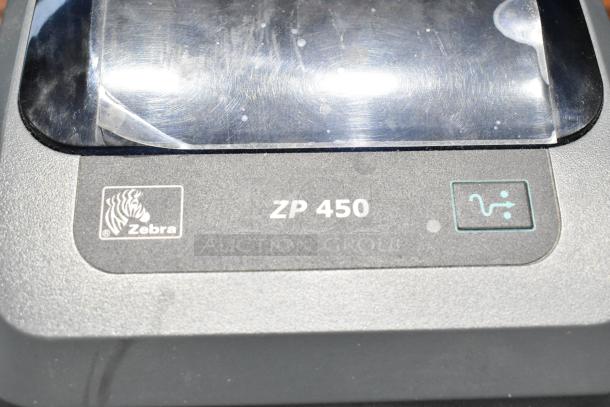 Zebra
®
ZP 450
AUCTION GROUP